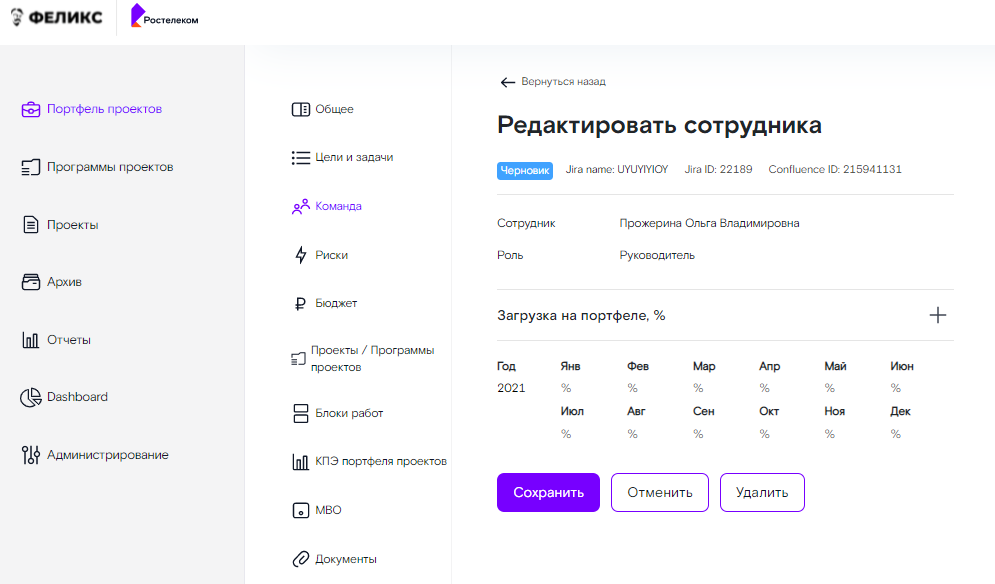 ФЕЛИКС
Ростелеком
Портфель проектов
Программы проектов
Проекты
Архив
Отчеты
Dashboard
Администрирование
Общее
Цели и задачи
Команда
Риски
Бюджет
Проекты / Программы
проектов
Блоки работ
КПЭ портфеля проектов
МВО
Документы
Вернуться назад
Редактировать сотрудника
Черновик Jira name: UYUYIYIOY Jira ID: 22189 Confluence ID: 215941131
Сотрудник Прожерина Ольга Владимировна
Роль Руководитель
Загрузка на портфеле, %
Год Янв Фев Мар Апр Май Июн
2021 % % % % % %
Июл Авг Сен Окт Ноя Дек
% % % % % %
Сохранить Отменить Удалить